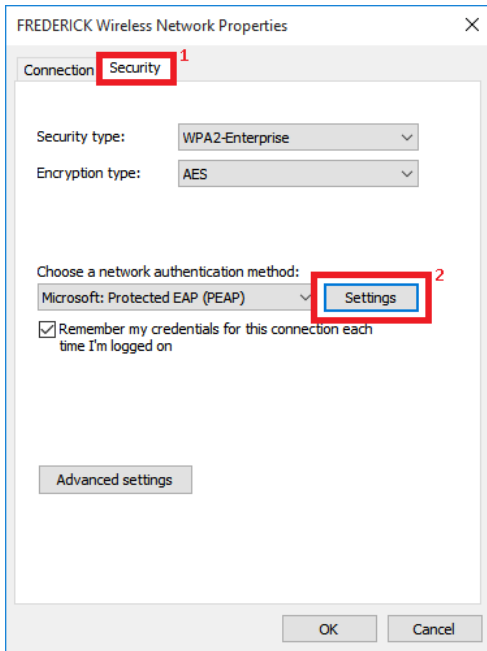 FREDERICK Wireless Network Properties
Connection
Security
1
Security type:
WPA2-Enterprise
Encryption type:
AES
Choose a network authentication method:
Microsoft: Protected EAP (PEAP)
Settings
2
Remember my credentials for this connection each
time I'm logged on
Advanced settings
OK
Cancel